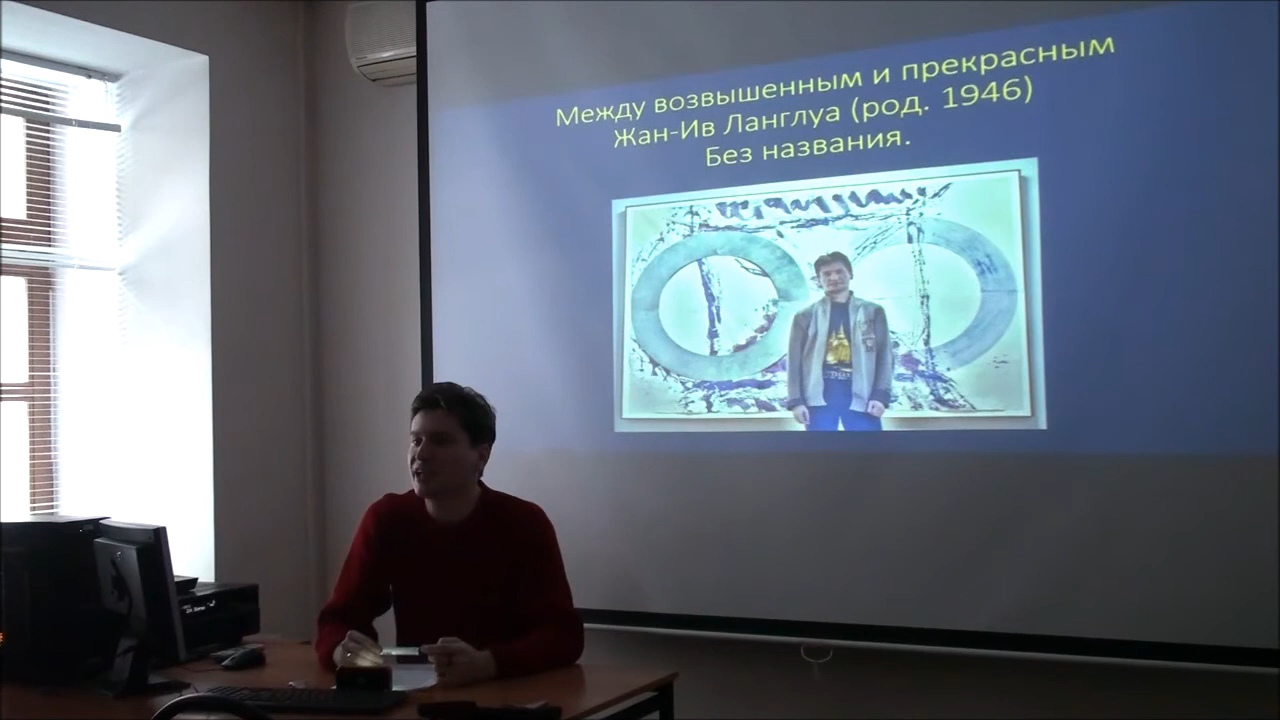 Между возвышенным и прекрасным
Жан-Ив Ланглуа (род. 1946)
Без названия.